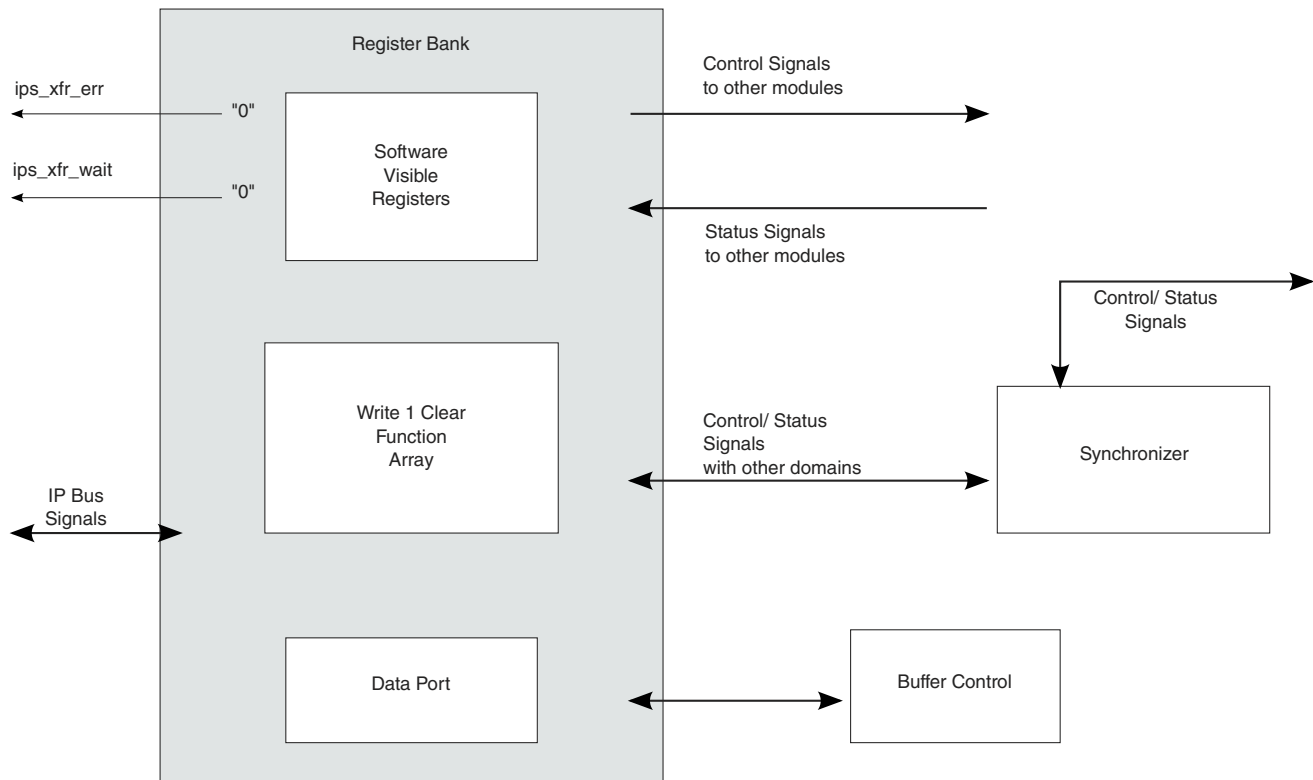 Register Bank
ips_xfr_err
"0"
Software
Visible
Registers
Control Signals
to other modules
ips_xfr_wait
"0"
Status Signals
to other modules
Control/ Status
Signals
Write 1 Clear
Function
Array
Control/ Status
Signals
with other domains
Synchronizer
IP Bus
Signals
Data Port
Buffer Control